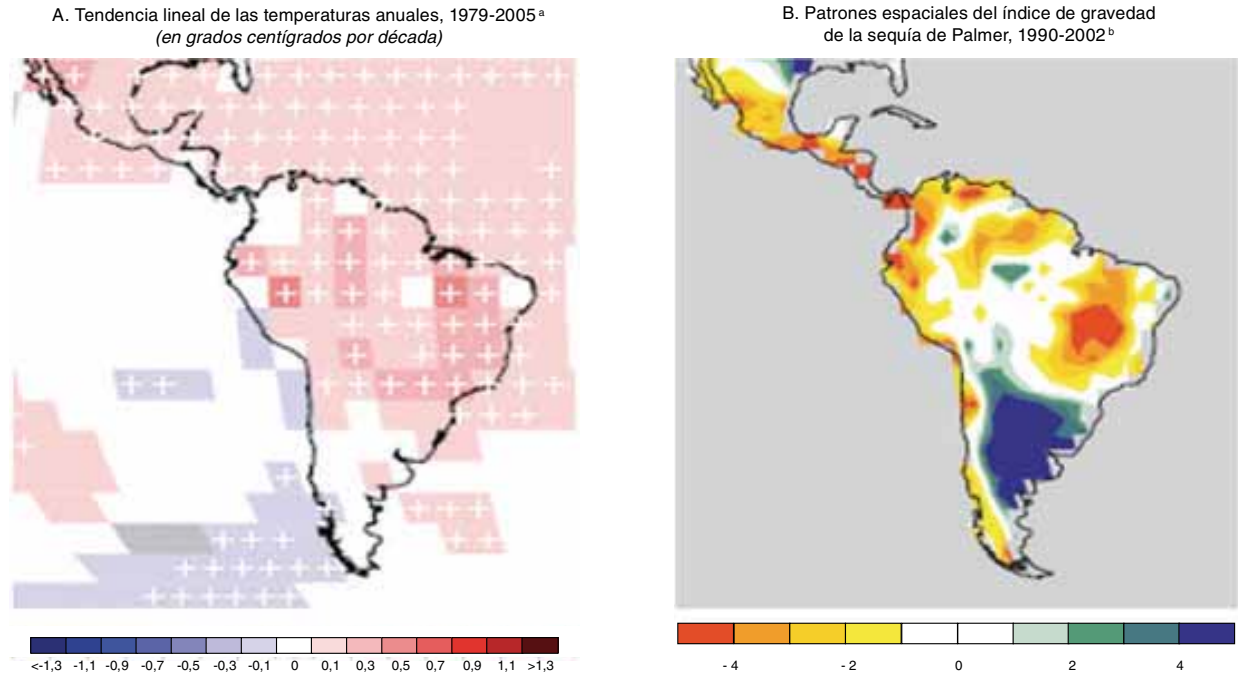 A. Tendencia lineal de las temperaturas anuales, 1979-2005 a
(en grados centígrados por década)
B. Patrones espaciales del índice de gravedad
de la sequía de Palmer, 1990-2002 b
<-1,3 -1,1 -0,9 -0,7 -0,5 -0,3 -0,1 0 0,1 0,3 0,5 0,7 0,9 1,1 >1,3
- 4 - 2 0 2 4